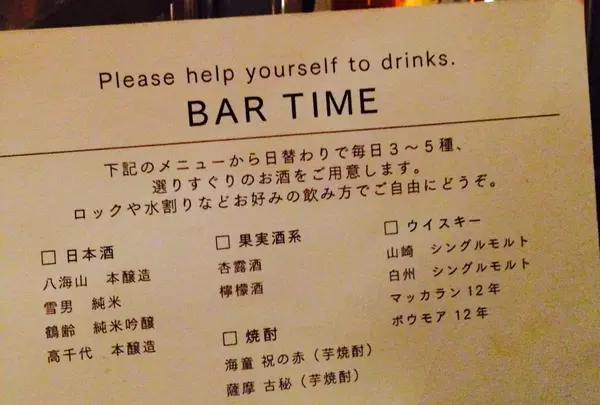 Please help yourself to drinks.
BAR TIME
下記のメニューから日替わりで毎日3～5種、
選りすぐりのお酒をご用意します。
ロックや水割りなどお好みの飲み方でご自由にどうぞ。
□ 日本酒
八海山 本醸造
雪男 純米
鶴齢 純米吟醸
高千代 本醸造
□ 果実酒系
杏露酒
檸檬酒
□ 焼酎
海童 祝の赤（芋焼酎）
薩摩 古秘（芋焼酎）
□ ウイスキー
山崎 シングルモルト
白州 シングルモルト
マッカラン 12年
ボウモア 12年